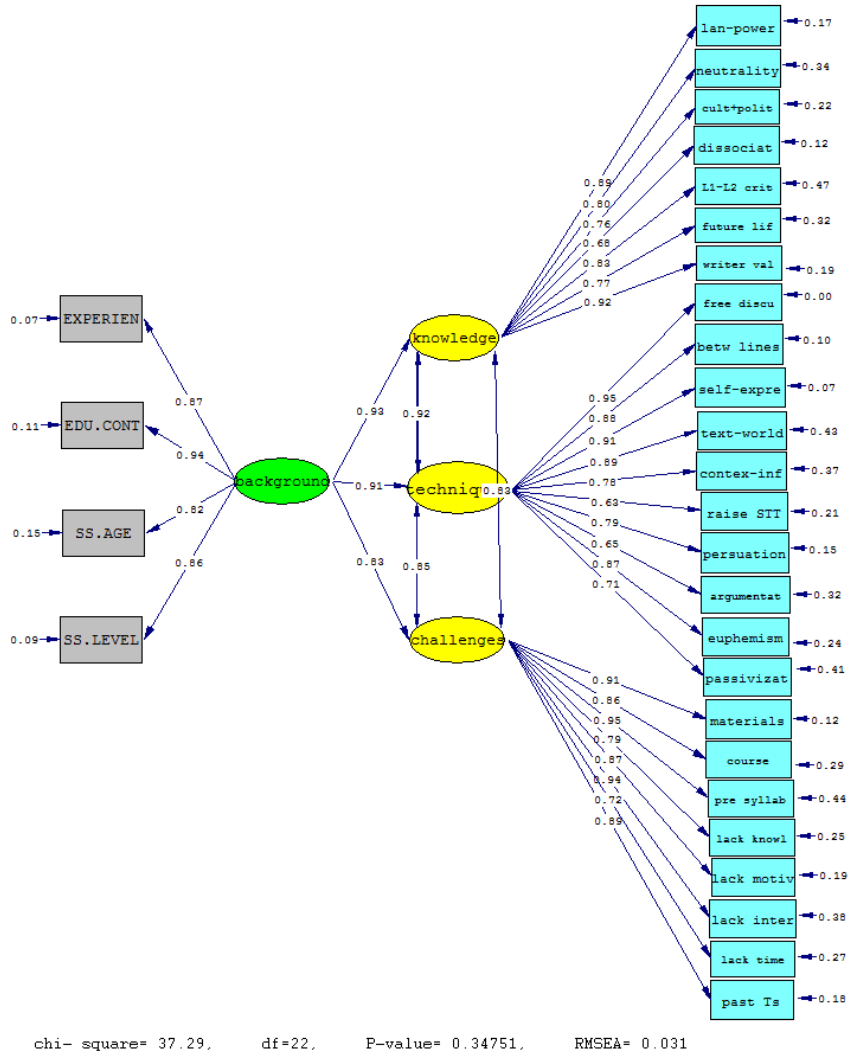 lan-power
0.17
neutrality
0.34
cult+polit
0.22
dissociat
0.12
L1-L2 crit
0.47
future lif
0.32
writer val
0.19
free discu
0.00
betw lines
0.10
self-expre
0.07
text-world
0.43
contex-inf
0.37
raise STT
0.21
persuation
0.15
argumentat
0.32
euphemism
0.24
passivizat
0.41
materials
0.12
course
0.29
pre syllab
0.44
lack knowl
0.25
lack motiv
0.19
lack inter
0.38
lack time
0.27
past Ts
0.18
0.89
0.80
0.76
0.68
0.83
0.77
0.92
0.95
0.88
0.91
0.89
0.78
0.63
0.79
0.65
0.87
0.71
0.91
0.86
0.95
0.79
0.87
0.94
0.72
0.89
knowledge
techniq
challenges
0.92
0.83
0.85
0.93
0.91
0.83
background
0.87
0.94
0.82
0.86
0.07
EXPERIEN
0.11
EDU.CONT
0.15
SS.AGE
0.09
SS.LEVEL
chi- square= 37.29, df=22, P-value= 0.34751, RMSEA= 0.031